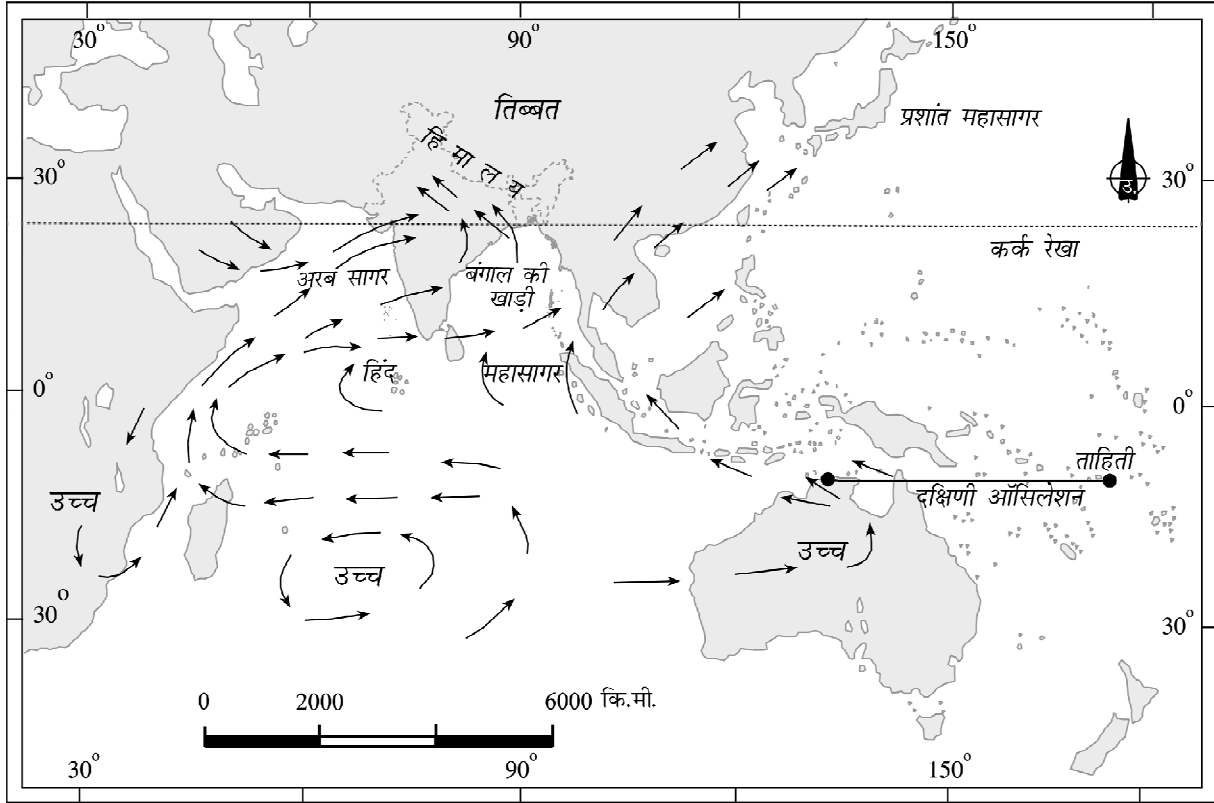 30° 90° 150°
तिब्बत
प्रशांत महासागर
हिमालय
30° 30°
उ.
कर्क रेखा
अरब सागर
बंगाल की
खाड़ी
हिंद महासागर
0° 0°
ताहिती
उच्च
दक्षिणी ऑसिलेशन
उच्च
उच्च
30° 30°
0 2000 6000 कि.मी.
30° 90° 150°